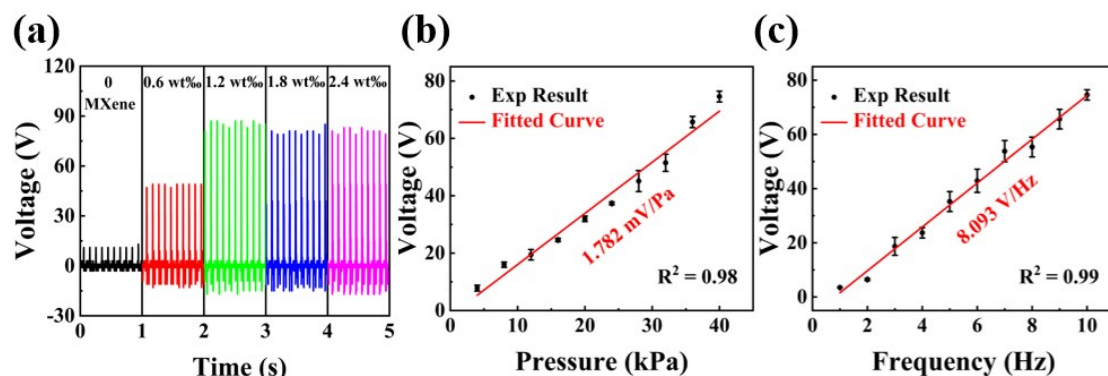 (a)
120
90
60
30
0
-30
Voltage (V)
0
MXene
0.6 wt‰
1.2 wt‰
1.8 wt‰
2.4 wt‰
0 1 2 3 4 5
Time (s)
(b)
80
60
40
20
0
Voltage (V)
Exp Result
Fitted Curve
1.782 mV/Pa
R² = 0.98
0 10 20 30 40
Pressure (kPa)
(c)
80
60
40
20
0
Voltage (V)
Exp Result
Fitted Curve
8.093 V/Hz
R² = 0.99
0 2 4 6 8 10
Frequency (Hz)